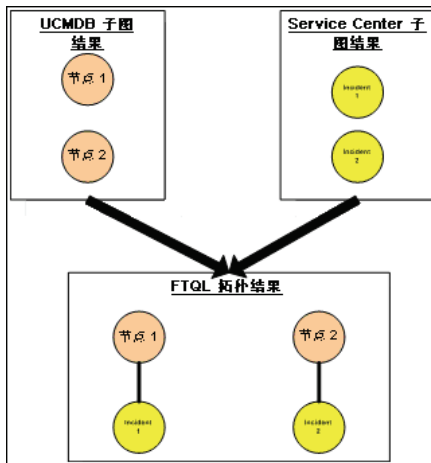 UCMDB 子图
结果
节点 1
节点 2
Service Center 子
图结果
Incident
1
Incident
2
FTQL 拓扑结果
节点 1
Incident
1
节点 2
Incident
2